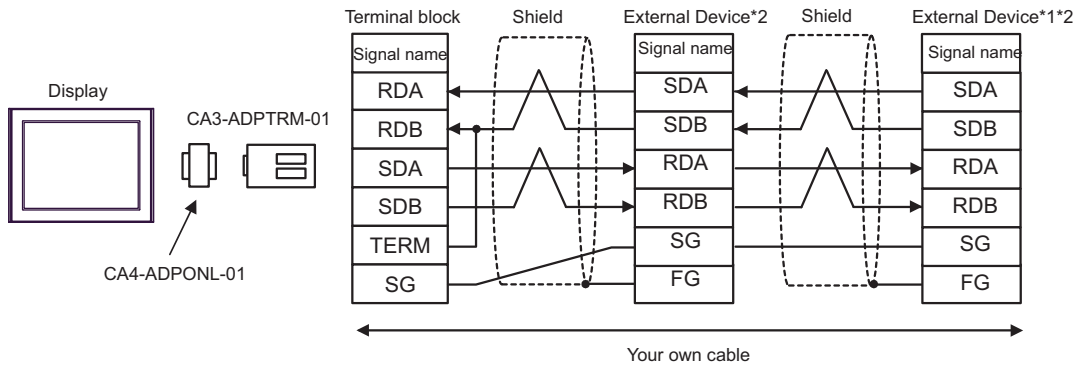 Terminal block
Shield
External Device*2
Shield
External Device*1*2
Signal name
Signal name
Signal name
Display
CA3-ADPTRM-01
CA4-ADPONL-01
RDA
SDA
SDA
RDB
SDB
SDB
SDA
RDA
RDA
SDB
RDB
RDB
TERM
SG
SG
SG
FG
FG
Your own cable